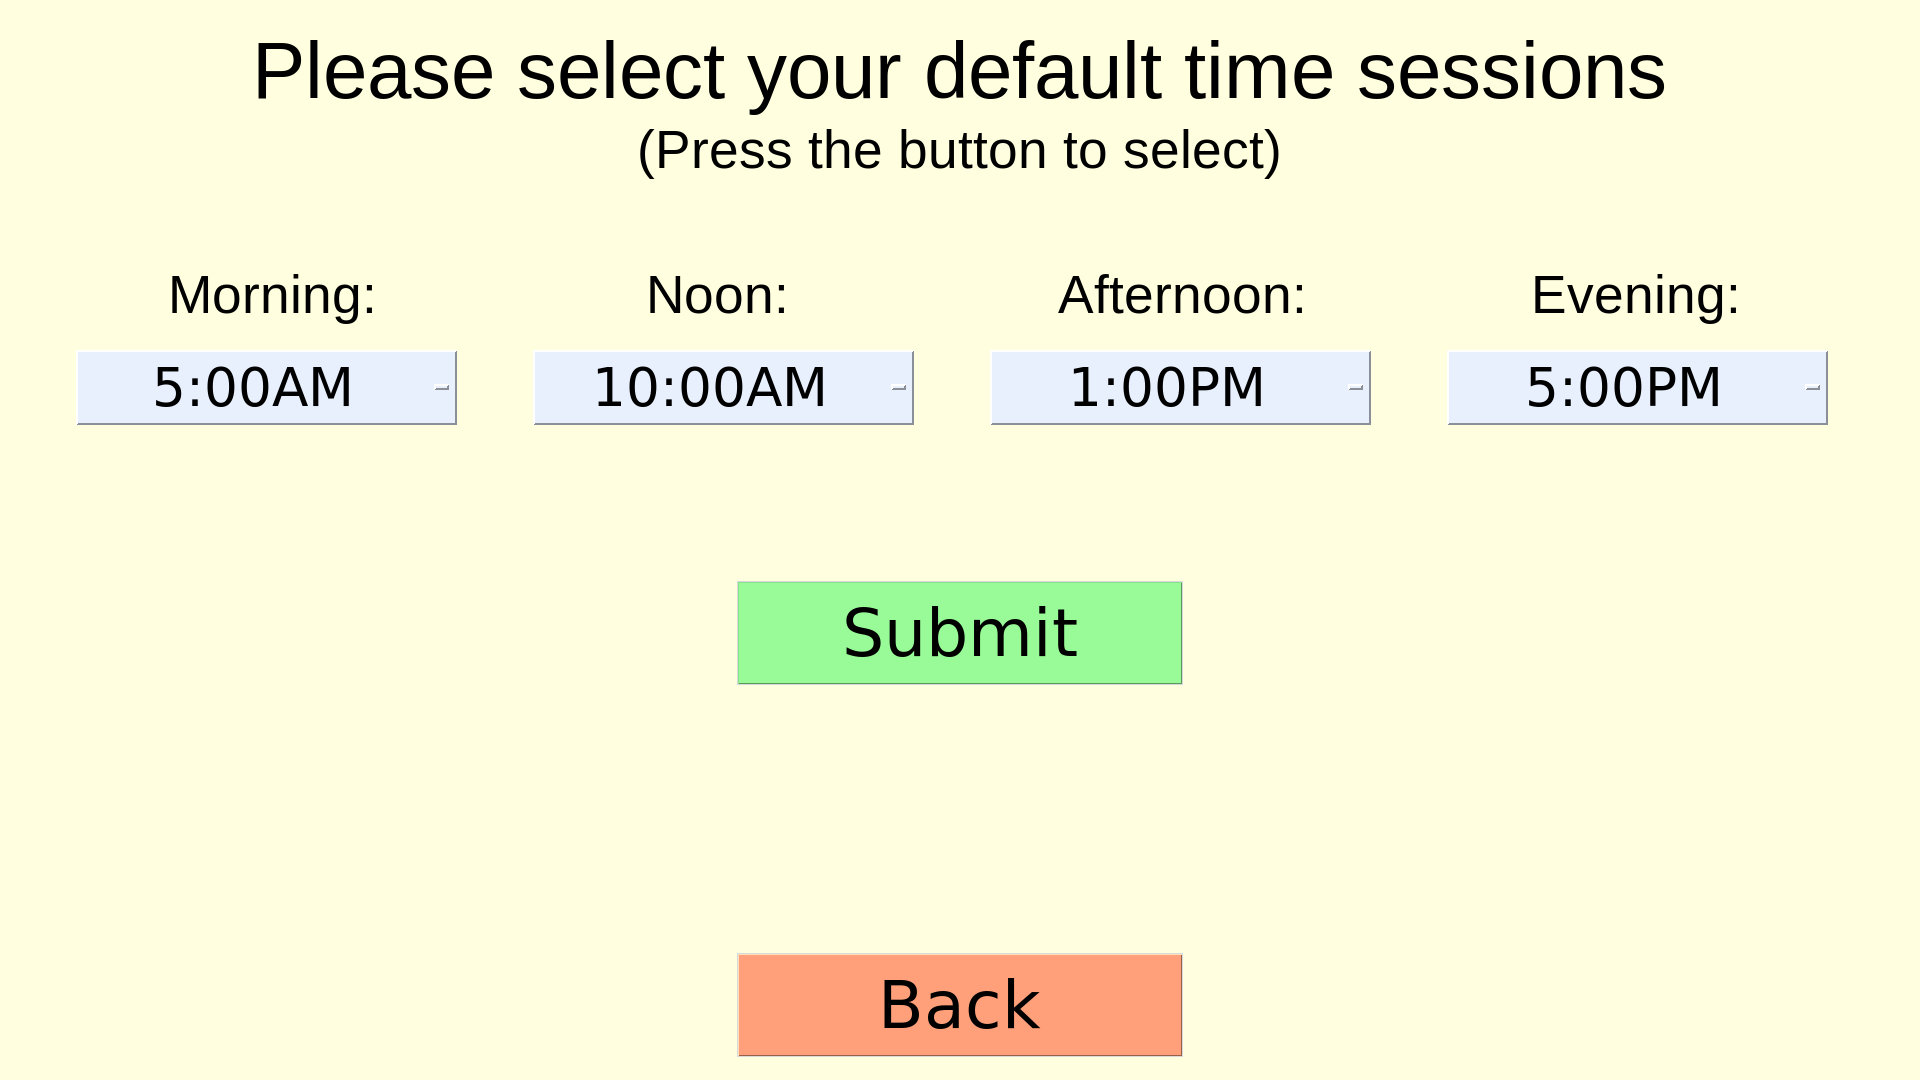 Please select your default time sessions
(Press the button to select)
Morning: Noon: Afternoon: Evening:
5:00AM 10:00AM 1:00PM 5:00PM
Submit
Back